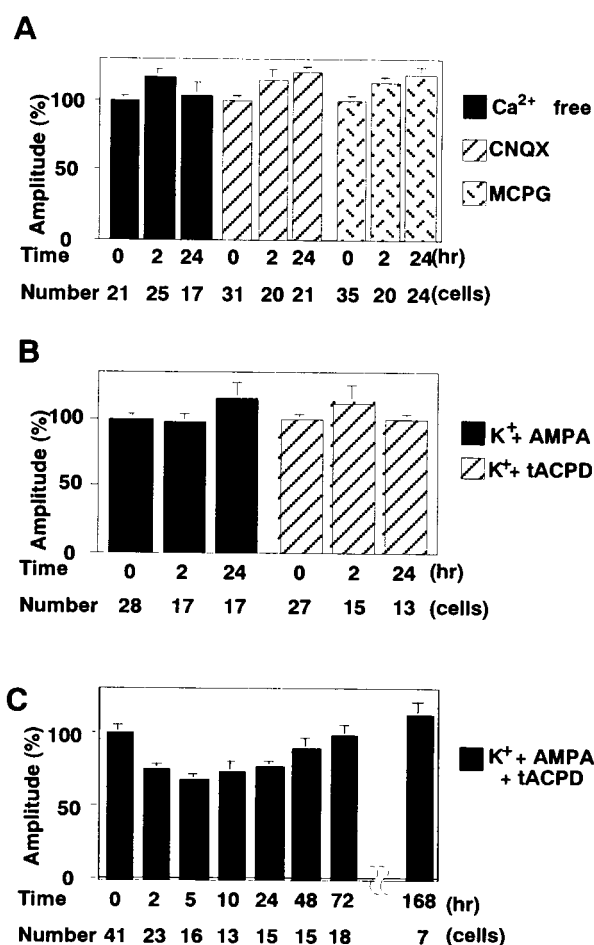 A
Amplitude (%)
100
50
0
Ca2+ free
CNQX
MCPG
Time 0 2 24 0 2 24 0 2 24 (hr)
Number 21 25 17 31 20 21 35 20 24 (cells)
B
Amplitude (%)
100
50
0
K+ + AMPA
K+ + tACPD
Time 0 2 24 0 2 24 (hr)
Number 28 17 17 27 15 13 (cells)
C
Amplitude (%)
100
50
0
K+ + AMPA
+ tACPD
Time 0 2 5 10 24 48 72 168 (hr)
Number 41 23 16 13 15 15 18 7 (cells)